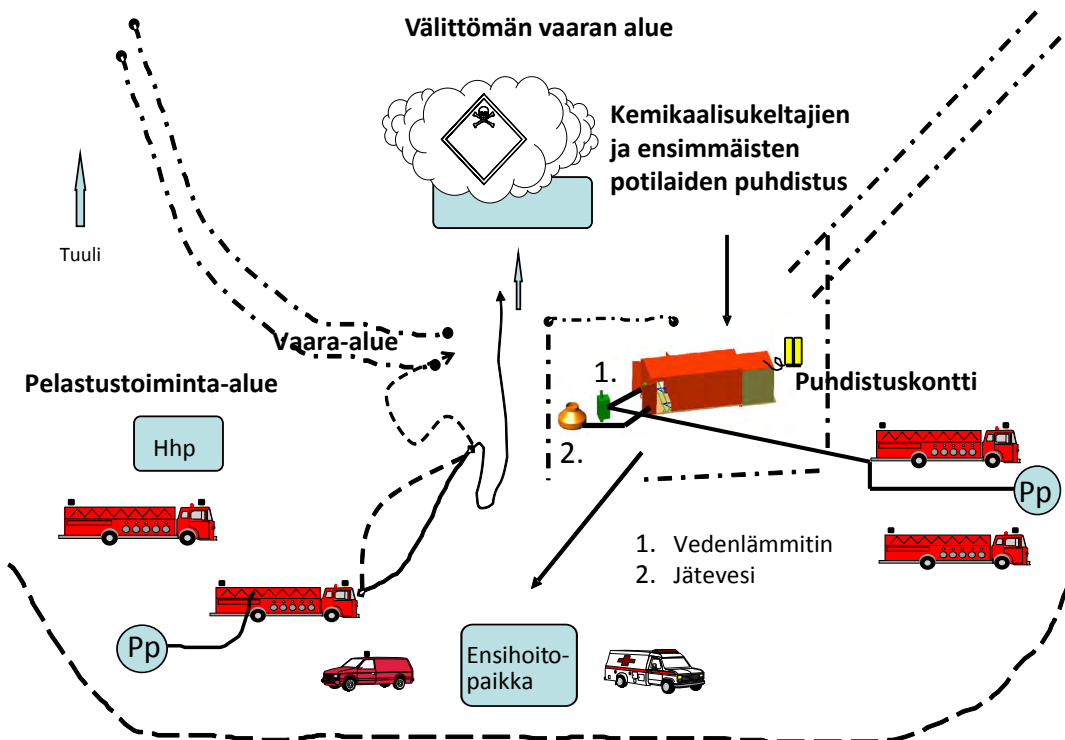 Välittömän vaaran alue
Kemikaalisukeltajien
ja ensimmäisten
potilaiden puhdistus
Tuuli
Vaara-alue
Pelastustoiminta-alue
1.
Puhdistuskontti
Hhp
2.
Pp
1. Vedenlämmitin
2. Jätevesi
Pp
Ensihoito-
paikka